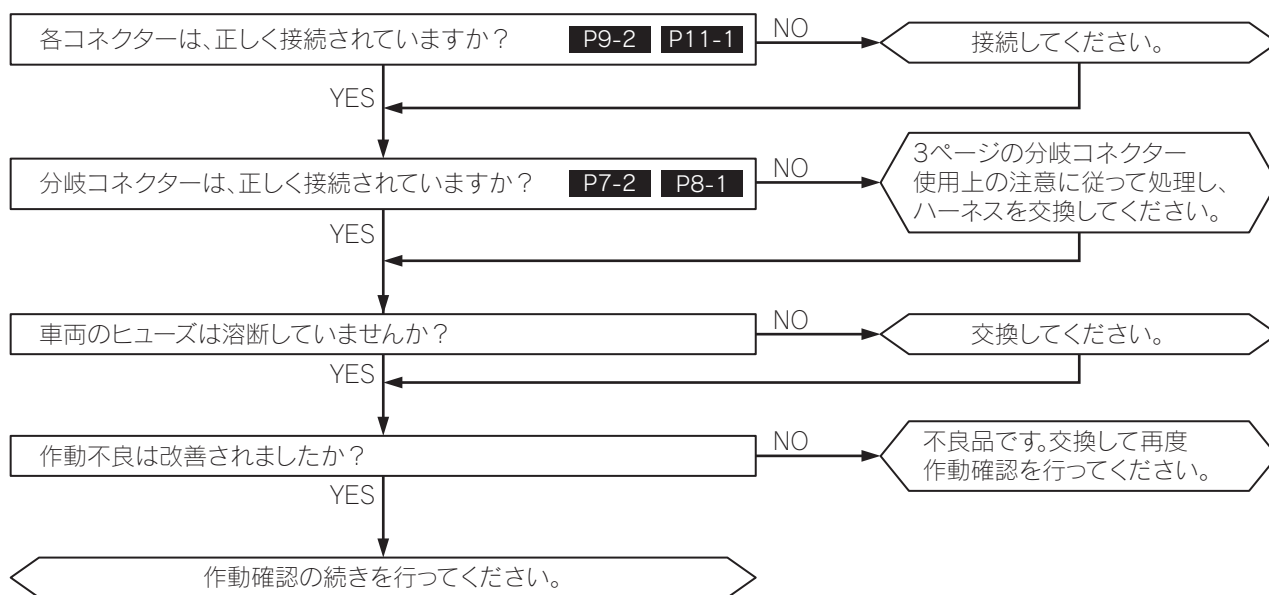 各コネクターは、正しく接続されていますか？ P9-2 P11-1
NO
接続してください。
YES
分岐コネクターは、正しく接続されていますか？ P7-2 P8-1
NO
3ページの分岐コネクター
使用上の注意に従って処理し、
ハーネスを交換してください。
YES
車両のヒューズは溶断していませんか？
NO
交換してください。
YES
作動不良は改善されましたか？
NO
不良品です。交換して再度
作動確認を行ってください。
YES
作動確認の続きを行ってください。